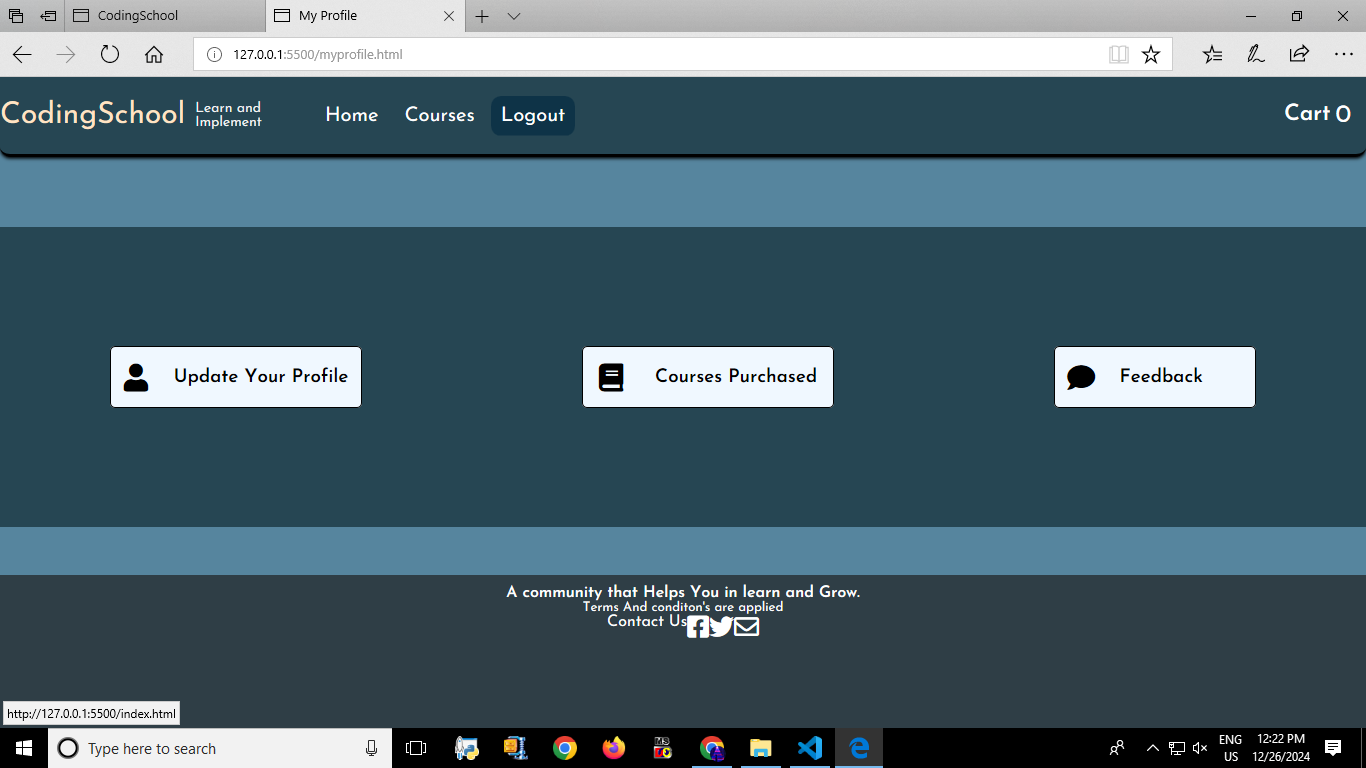 CodingSchool
My Profile
127.0.0.1:5500/myprofile.html
CodingSchool
Learn and
Implement
Home
Courses
Logout
Cart 0
Update Your Profile
Courses Purchased
Feedback
A community that Helps You in learn and Grow.
Terms And conditon's are applied
Contact Us
http://127.0.0.1:5500/index.html
Type here to search
ENG
US
12:22 PM
12/26/2024